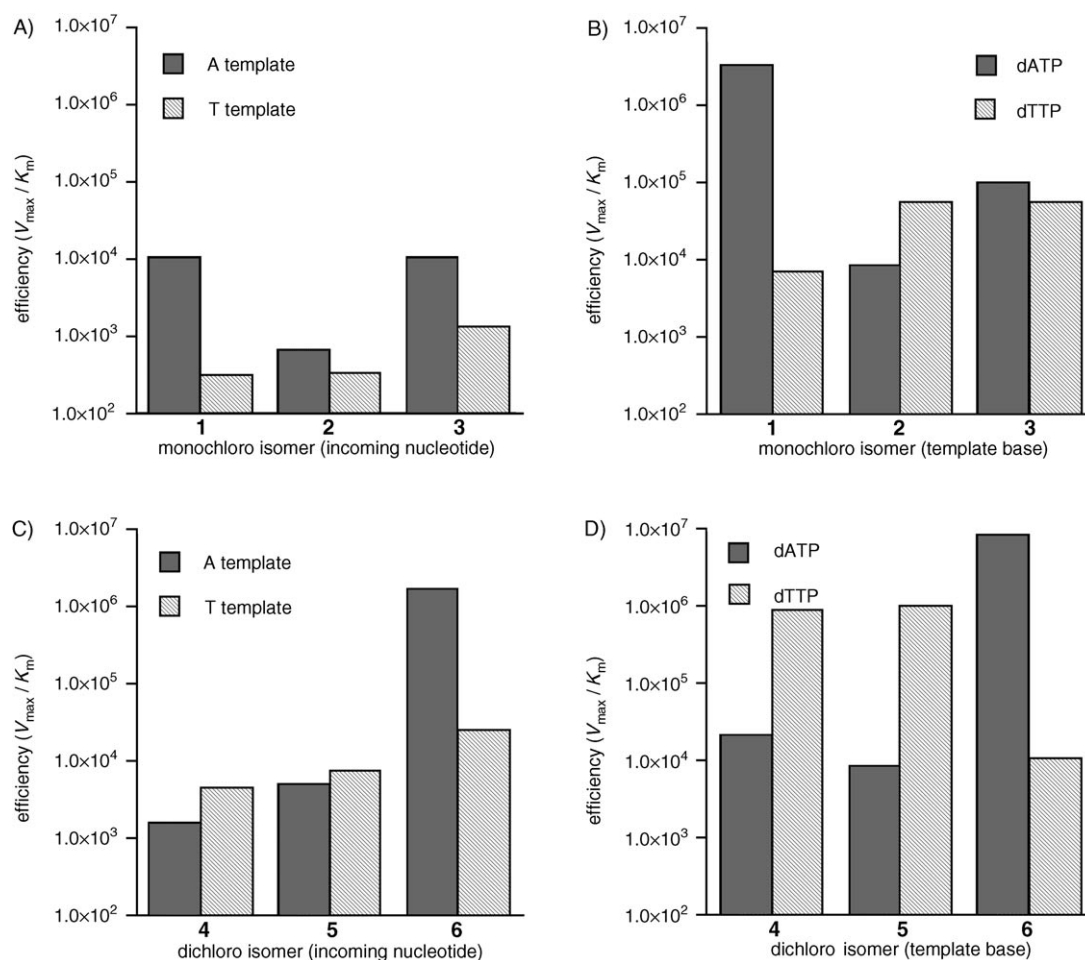 A)
1.0×10⁷
1.0×10⁶
1.0×10⁵
1.0×10⁴
1.0×10³
1.0×10²
efficiency (Vmax / Km)
A template
T template
1 2 3
monochloro isomer (incoming nucleotide)
B)
1.0×10⁷
1.0×10⁶
1.0×10⁵
1.0×10⁴
1.0×10³
1.0×10²
efficiency (Vmax / Km)
dATP
dTTP
1 2 3
monochloro isomer (template base)
C)
1.0×10⁷
1.0×10⁶
1.0×10⁵
1.0×10⁴
1.0×10³
1.0×10²
efficiency (Vmax / Km)
A template
T template
4 5 6
dichloro isomer (incoming nucleotide)
D)
1.0×10⁷
1.0×10⁶
1.0×10⁵
1.0×10⁴
1.0×10³
1.0×10²
efficiency (Vmax / Km)
dATP
dTTP
4 5 6
dichloro isomer (template base)